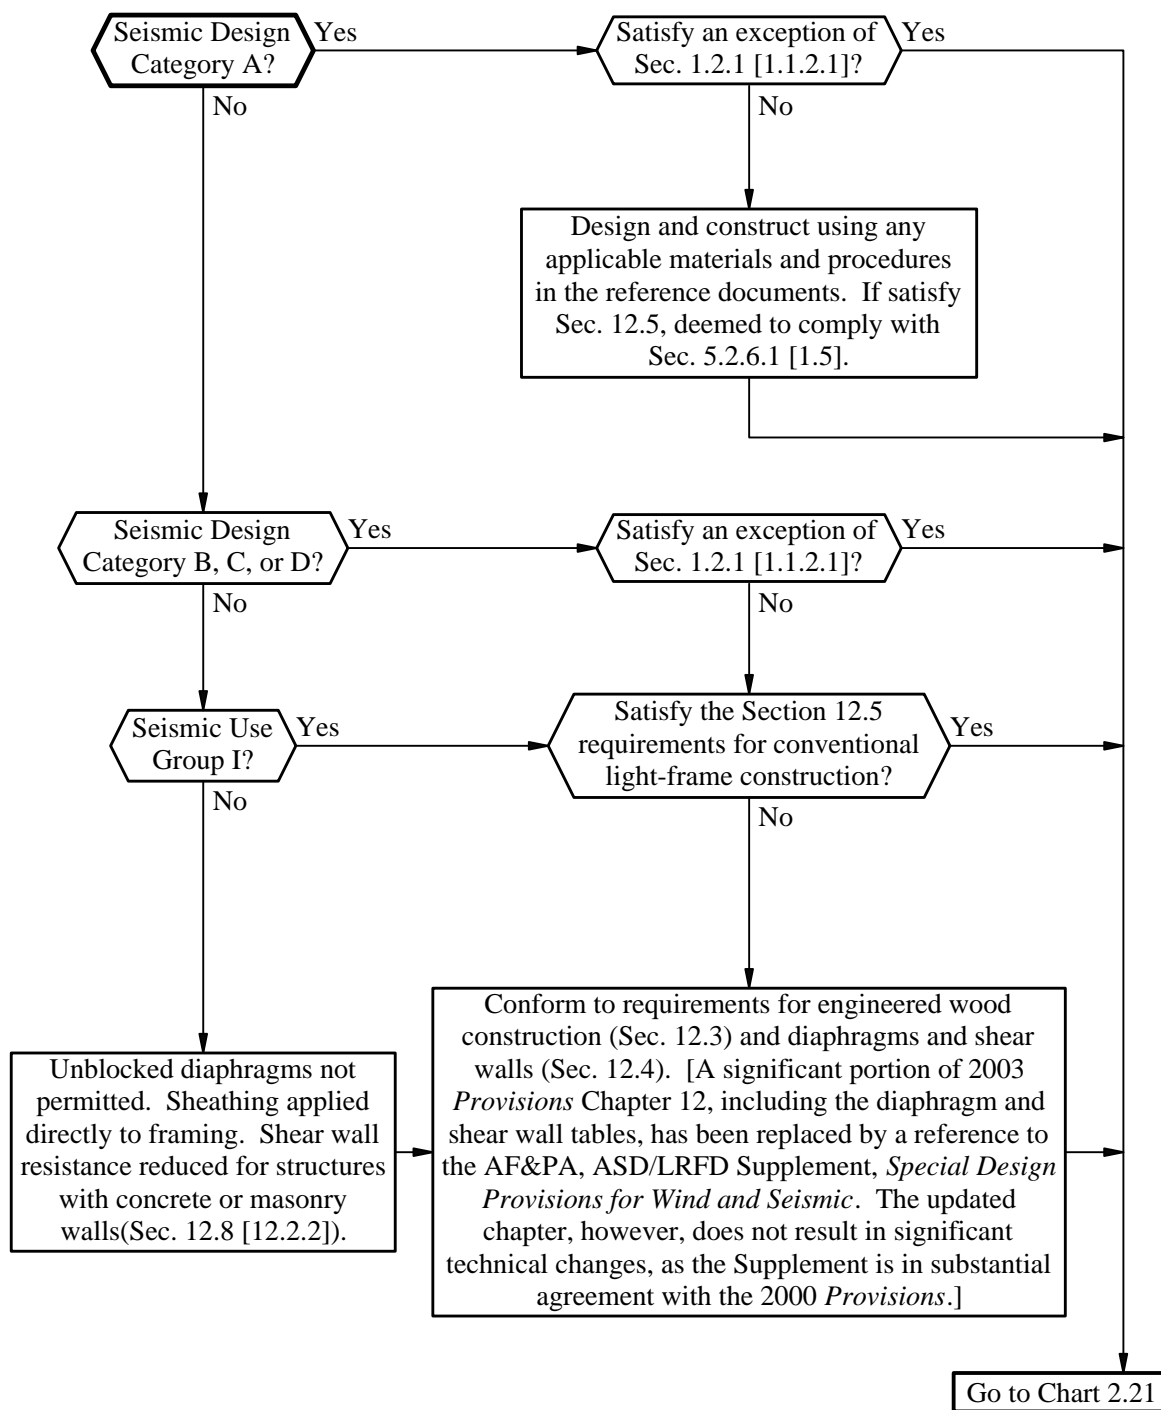 Seismic Design
Category A?
Yes
No
Satisfy an exception of
Sec. 1.2.1 [1.1.2.1]?
Yes
No
Design and construct using any
applicable materials and procedures
in the reference documents.  If satisfy
Sec. 12.5, deemed to comply with
Sec. 5.2.6.1 [1.5].
Seismic Design
Category B, C, or D?
Yes
No
Satisfy an exception of
Sec. 1.2.1 [1.1.2.1]?
Yes
No
Seismic Use
Group I?
Yes
No
Satisfy the Section 12.5
requirements for conventional
light-frame construction?
Yes
No
Unblocked diaphragms not
permitted.  Sheathing applied
directly to framing.  Shear wall
resistance reduced for structures
with concrete or masonry
walls(Sec. 12.8 [12.2.2]).
Conform to requirements for engineered wood
construction (Sec. 12.3) and diaphragms and shear
walls (Sec. 12.4).  [A significant portion of 2003
Provisions Chapter 12, including the diaphragm and
shear wall tables, has been replaced by a reference to
the AF&PA, ASD/LRFD Supplement, Special Design
Provisions for Wind and Seismic.  The updated
chapter, however, does not result in significant
technical changes, as the Supplement is in substantial
agreement with the 2000 Provisions.]
Go to Chart 2.21